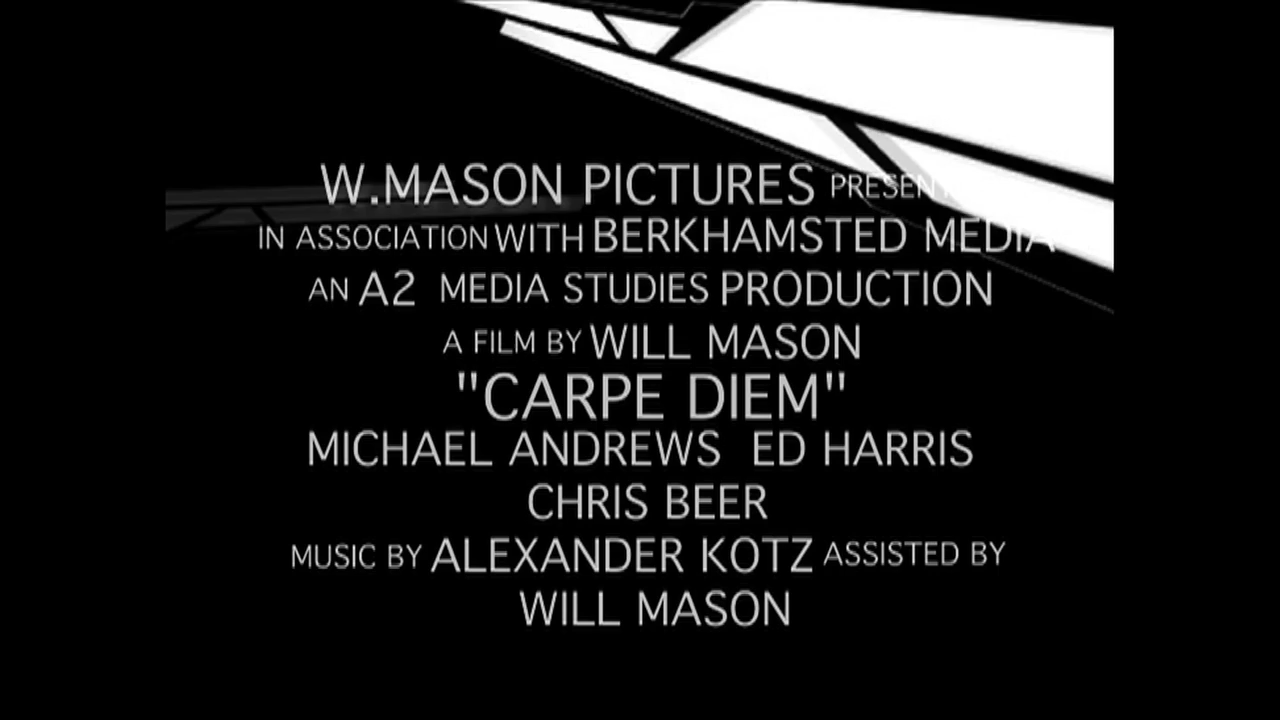 W.MASON PICTURES PRESENT
IN ASSOCIATION WITH BERKHAMSTED MEDIA
AN A2 MEDIA STUDIES PRODUCTION
A FILM BY WILL MASON
"CARPE DIEM"
MICHAEL ANDREWS ED HARRIS
CHRIS BEER
MUSIC BY ALEXANDER KOTZ ASSISTED BY
WILL MASON